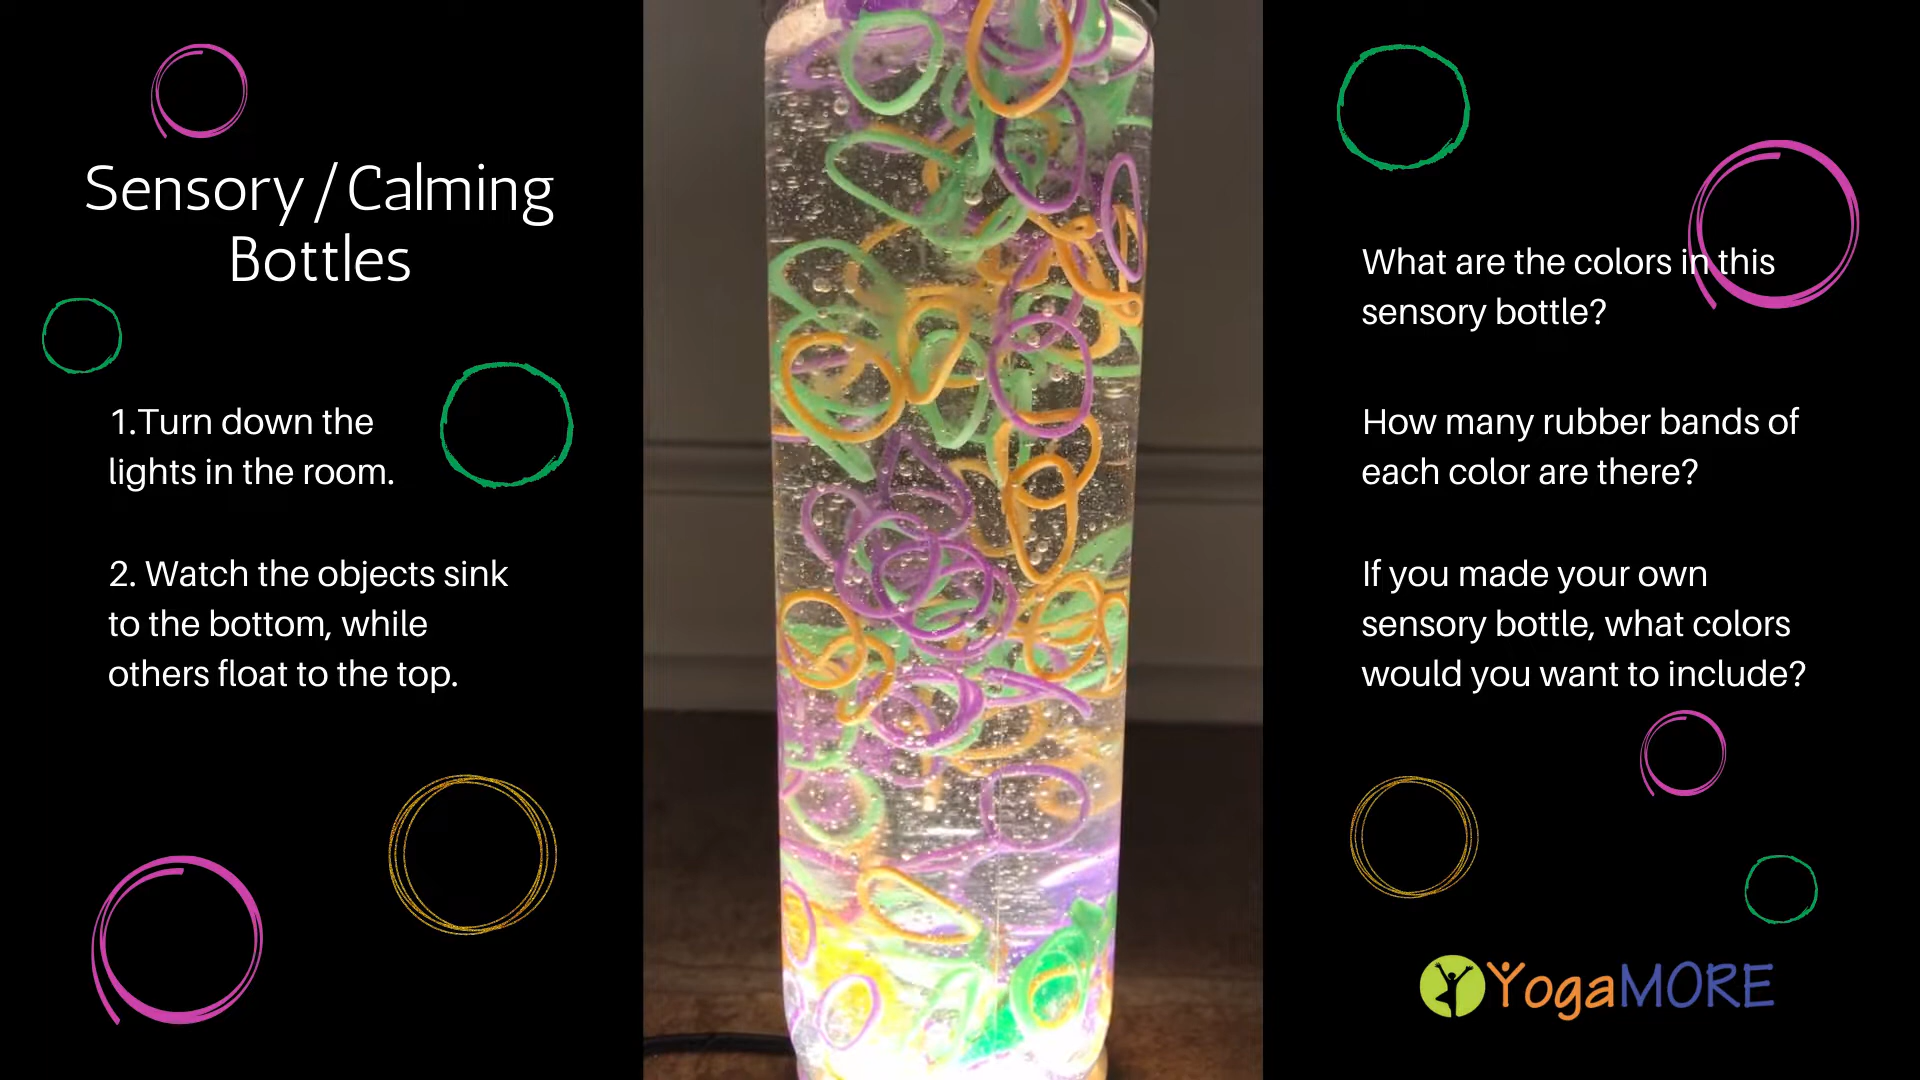 Sensory / Calming
Bottles
1.Turn down the
lights in the room.
2. Watch the objects sink
to the bottom, while
others float to the top.
What are the colors in this
sensory bottle?
How many rubber bands of
each color are there?
If you made your own
sensory bottle, what colors
would you want to include?
YogaMORE